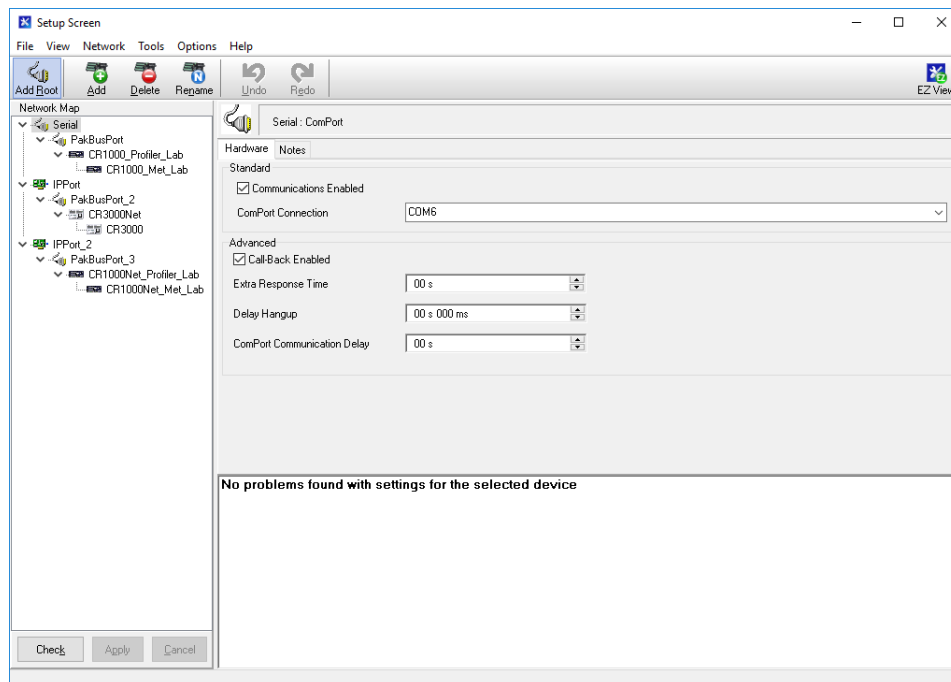 Setup Screen
File View Network Tools Options Help
Add Root Add Delete Rename Undo Redo EZ View
Network Map
Serial
PakBusPort
CR1000_Profiler_Lab
CR1000_Met_Lab
IPPort
PakBusPort_2
CR3000Net
CR3000
IPPort_2
PakBusPort_3
CR1000Net_Profiler_Lab
CR1000Net_Met_Lab
Check Apply Cancel
Serial : ComPort
Hardware Notes
Standard
Communications Enabled
ComPort Connection COM6
Advanced
Call-Back Enabled
Extra Response Time 00 s
Delay Hangup 00 s 000 ms
ComPort Communication Delay 00 s
No problems found with settings for the selected device